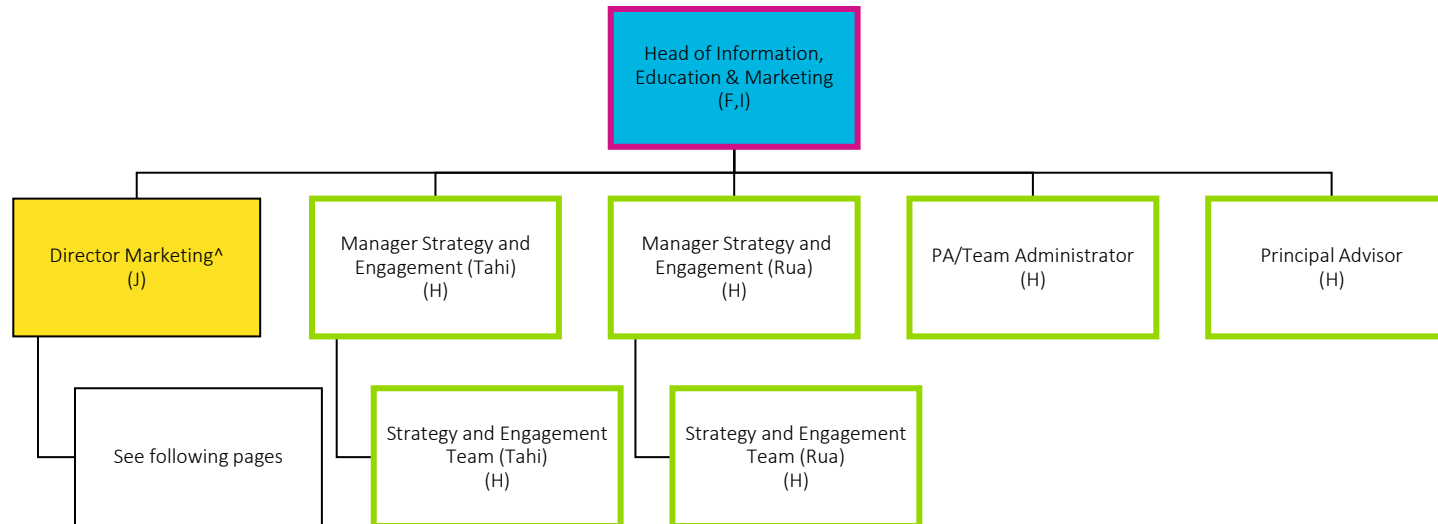 Head of Information,
Education & Marketing
(F,I)
Director Marketing^
(J)
Manager Strategy and
Engagement (Tahi)
(H)
Manager Strategy and
Engagement (Rua)
(H)
PA/Team Administrator
(H)
Principal Advisor
(H)
See following pages
Strategy and Engagement
Team (Tahi)
(H)
Strategy and Engagement
Team (Rua)
(H)